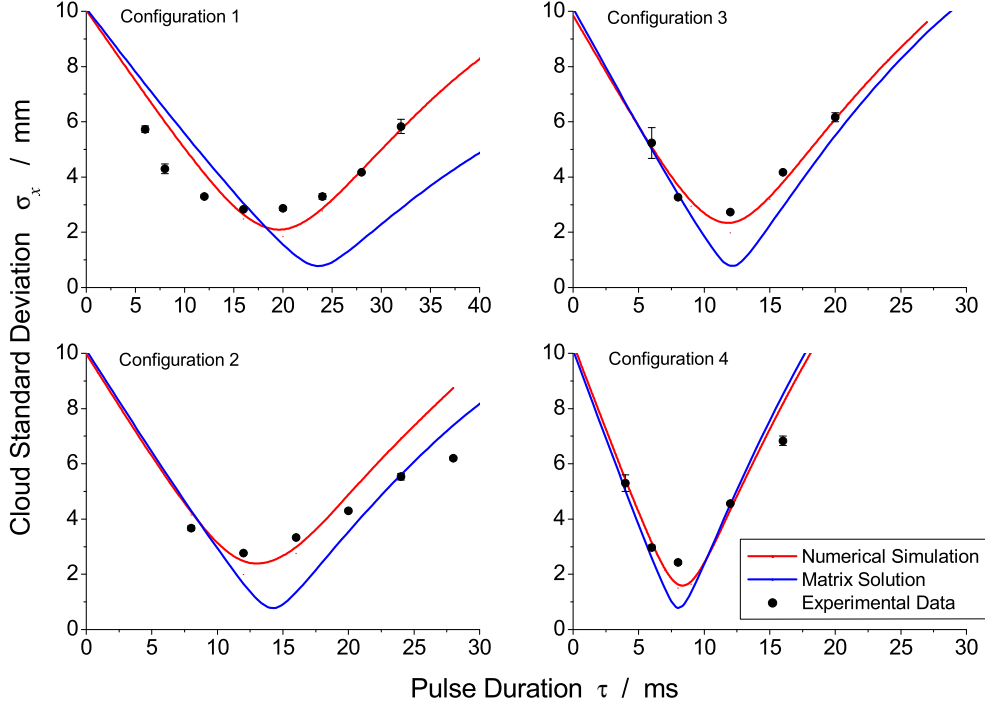 Configuration 1
10
8
6
4
2
0
0 5 10 15 20 25 30 35 40
Configuration 3
10
8
6
4
2
0
0 5 10 15 20 25 30
Configuration 2
10
8
6
4
2
0
0 5 10 15 20 25 30
Configuration 4
10
8
6
4
2
0
0 5 10 15 20 25 30
Numerical Simulation
Matrix Solution
Experimental Data
Cloud Standard Deviation σx / mm
Pulse Duration τ / ms